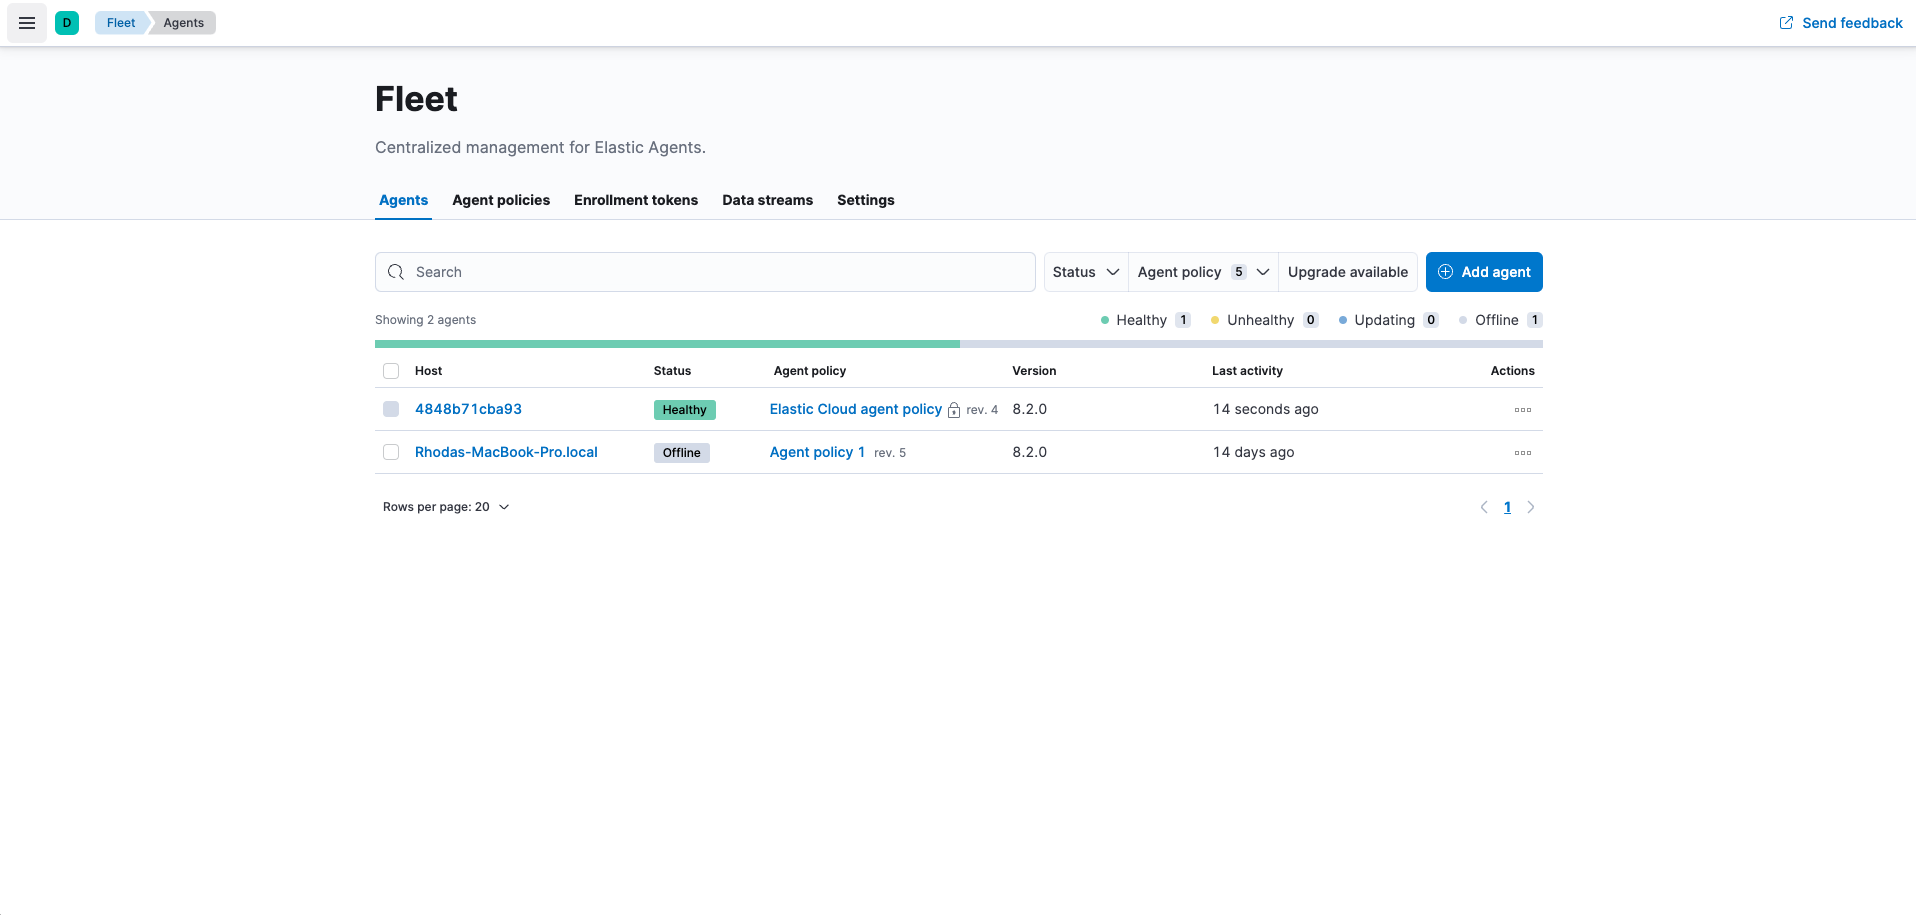 D Fleet Agents Send feedback
Fleet
Centralized management for Elastic Agents.
Agents Agent policies Enrollment tokens Data streams Settings
Search Status Agent policy 5 Upgrade available Add agent
Showing 2 agents Healthy 1 Unhealthy 0 Updating 0 Offline 1
Host Status Agent policy Version Last activity Actions
4848b71cba93 Healthy Elastic Cloud agent policy rev. 4 8.2.0 14 seconds ago
Rhodas-MacBook-Pro.local Offline Agent policy 1 rev. 5 8.2.0 14 days ago
Rows per page: 20 1